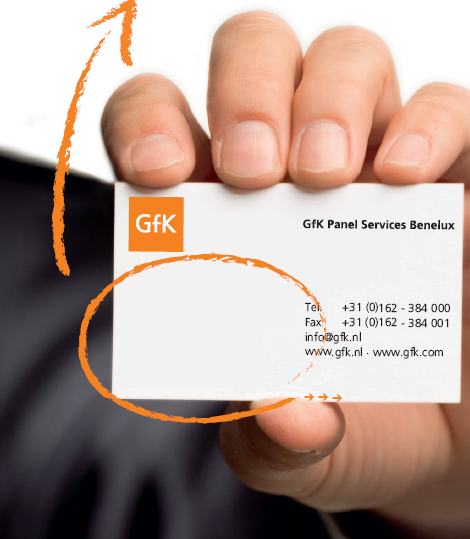 GfK
GfK Panel Services Benelux
Tel. +31 (0)162 - 384 000
Fax: +31 (0)162 - 384 001
info@gfk.nl
www.gfk.nl · www.gfk.com